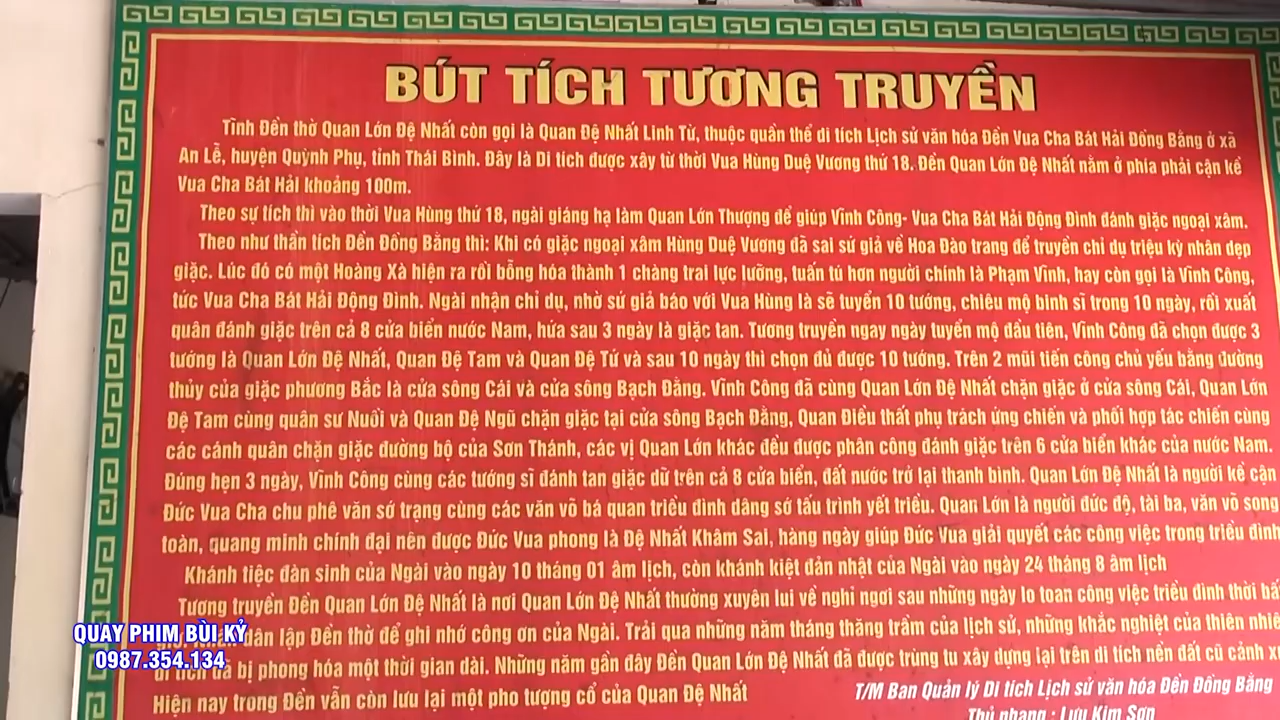 BÚT TÍCH TƯƠNG TRUYỀN
Tình Đền thờ Quan Lớn Đệ Nhất còn gọi là Quan Đệ Nhất Linh Từ, thuộc quần thể di tích Lịch sử văn hóa Đền Vua Cha Bát Hải Đồng Bằng ở xã
An Lễ, huyện Quỳnh Phụ, tỉnh Thái Bình. Đây là Di tích được xây từ thời Vua Hùng Duệ Vương thứ 18. Đền Quan Lớn Đệ Nhất nằm ở phía phải cận kề
Vua Cha Bát Hải khoảng 100m.
Theo sự tích thì vào thời Vua Hùng thứ 18, ngài giáng hạ làm Quan Lớn Thượng để giúp Vĩnh Công- Vua Cha Bát Hải Động Đình đánh giặc ngoại xâm.
Theo như thần tích Đền Đồng Bằng thì: Khi có giặc ngoại xâm Hùng Duệ Vương đã sai sứ giả về Hoa Đào trang để truyền chỉ dụ triệu kỳ nhân dẹp
giặc. Lúc đó có một Hoàng Xà hiện ra rồi bỗng hóa thành 1 chàng trai lực lưỡng, tuấn tú hơn người chính là Phạm Vĩnh, hay còn gọi là Vĩnh Công,
tức Vua Cha Bát Hải Động Đình. Ngài nhận chỉ dụ, nhờ sứ giả báo với Vua Hùng là sẽ tuyển 10 tướng, chiêu mộ binh sĩ trong 10 ngày, rồi xuất
quân đánh giặc trên cả 8 cửa biển nước Nam, hứa sau 3 ngày là giặc tan. Tương truyền ngay ngày tuyển mộ đầu tiên, Vĩnh Công đã chọn được 3
tướng là Quan Lớn Đệ Nhất, Quan Đệ Tam và Quan Đệ Tứ và sau 10 ngày thì chọn đủ được 10 tướng. Trên 2 mũi tiến công chủ yếu bằng đường
thủy của giặc phương Bắc là cửa sông Cái và cửa sông Bạch Đằng. Vĩnh Công đã cùng Quan Lớn Đệ Nhất chặn giặc ở cửa sông Cái, Quan Lớn
Đệ Tam cùng quân sư Nuôi và Quan Đệ Ngũ chặn giặc tại cửa sông Bạch Đằng, Quan Điều thất phụ trách ứng chiến và phối hợp tác chiến cùng
các cánh quân chặn giặc đường bộ của Sơn Thánh, các vị Quan Lớn khác đều được phân công đánh giặc trên 6 cửa biển khác của nước Nam.
Đúng hẹn 3 ngày, Vĩnh Công cùng các tướng sĩ đánh tan giặc dữ trên cả 8 cửa biển, đất nước trở lại thanh bình. Quan Lớn Đệ Nhất là người kề cận
Đức Vua Cha chu phê văn sớ trạng cùng các văn võ bá quan triều đình dâng sớ tấu trình yết triều. Quan Lớn là người đức độ, tài ba, văn võ song
toàn, quang minh chính đại nên được Đức Vua phong là Đệ Nhất Khâm Sai, hàng ngày giúp Đức Vua giải quyết các công việc trong triều đình
Khánh tiệc đàn sinh của Ngài vào ngày 10 tháng 01 âm lịch, còn khánh kiệt đản nhật của Ngài vào ngày 24 tháng 8 âm lịch
Tương truyền Đền Quan Lớn Đệ Nhất là nơi Quan Lớn Đệ Nhất thường xuyên lui về nghỉ ngơi sau những ngày lo toan công việc triều đình thời
dân lập Đền thờ để ghi nhớ công ơn của Ngài. Trải qua những năm tháng thăng trầm của lịch sử, những khắc nghiệt của thiên
bị phong hóa một thời gian dài. Những năm gần đây Đền Quan Lớn Đệ Nhất đã được trùng tu xây dựng lại trên di tích nền đất cũ cảnh
Hiện nay trong Đền vẫn còn lưu lại một pho tượng cổ của Quan Đệ Nhất
T/M Ban Quản lý Di tích Lịch sử văn hóa Đền Đồng Bằng
Thủ nhang : Lưu Kim Sơn
QUAY PHIM BÙI KỶ
0987.354.134